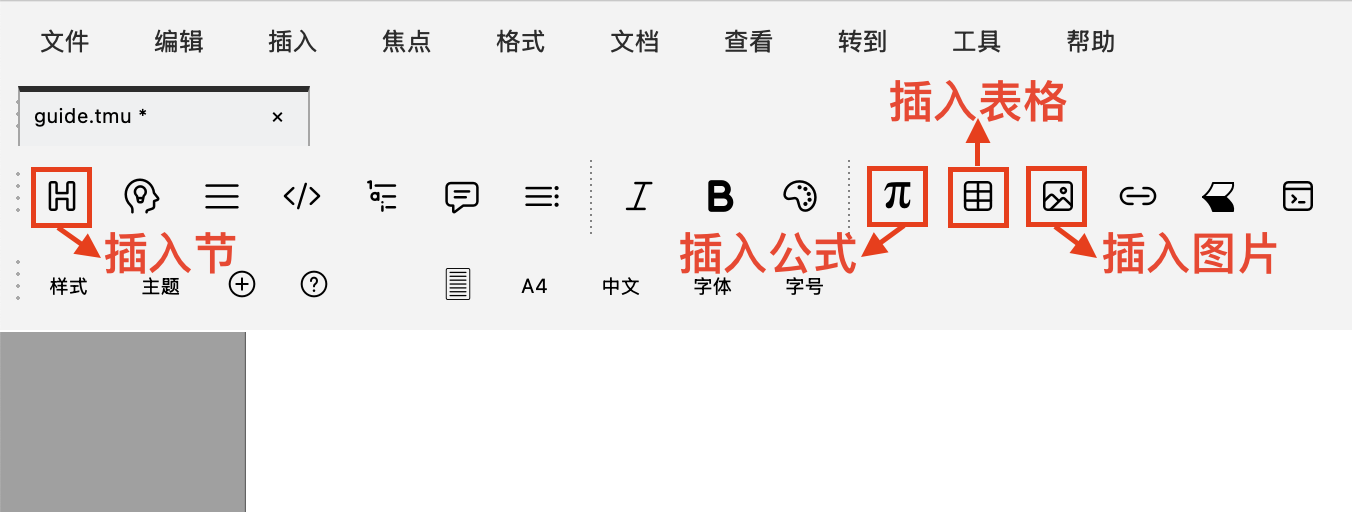 文件 编辑 插入 焦点 格式 文档 查看 转到 工具 帮助
插入表格
guide.tmu * ×
H </> 1 a i I B π >_
插入节 插入公式 插入图片
样式 主题 + ? A4 中文 字体 字号